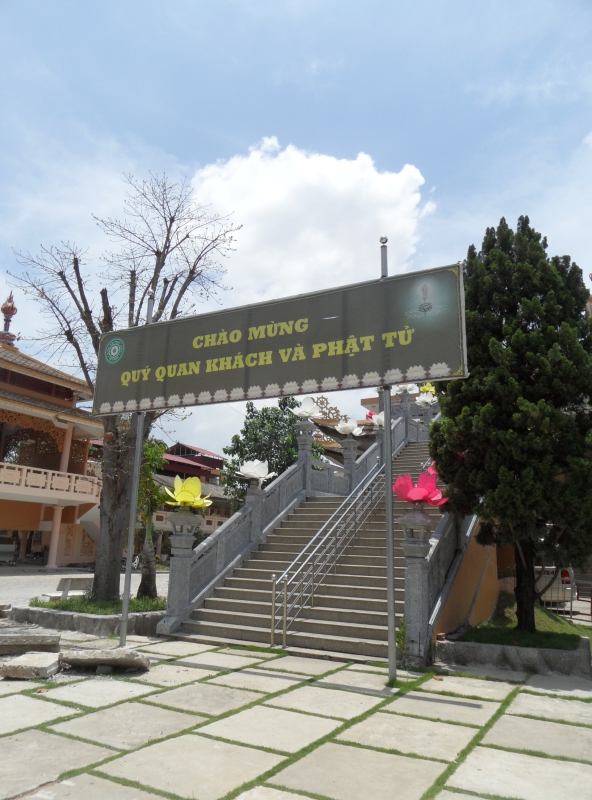 CHÀO MỪNG
QUÝ QUAN KHÁCH VÀ PHẬT TỬ